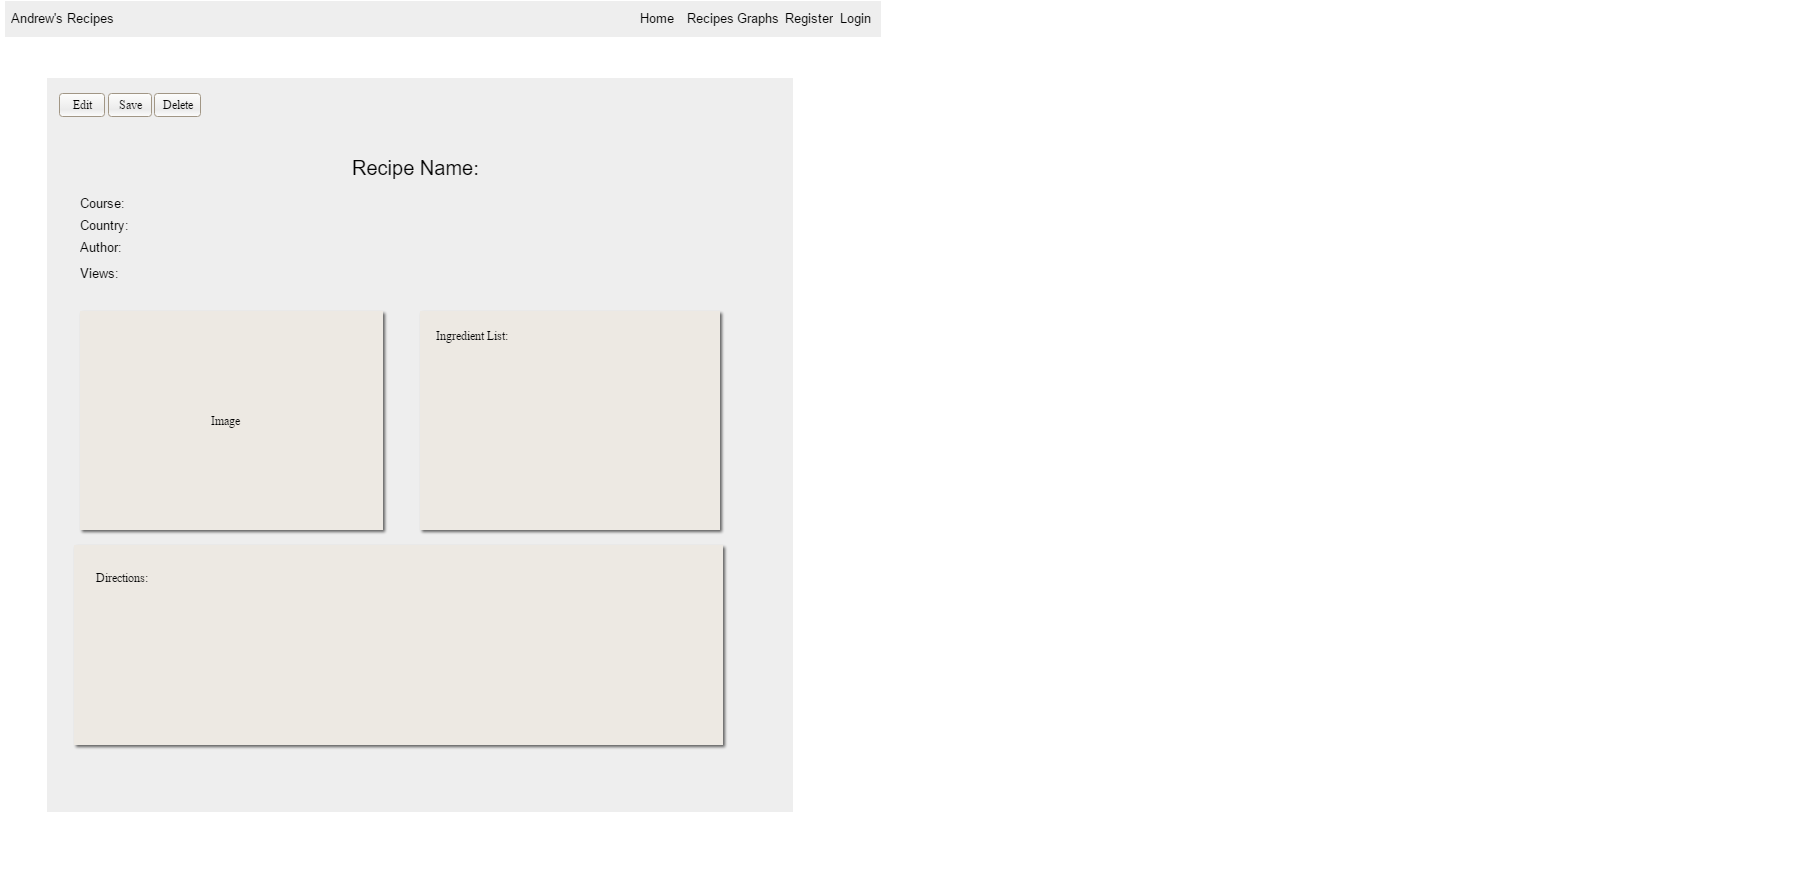 Andrew's Recipes Home Recipes Graphs Register Login
Edit Save Delete
Recipe Name:
Course:
Country:
Author:
Views:
Image
Ingredient List:
Directions: